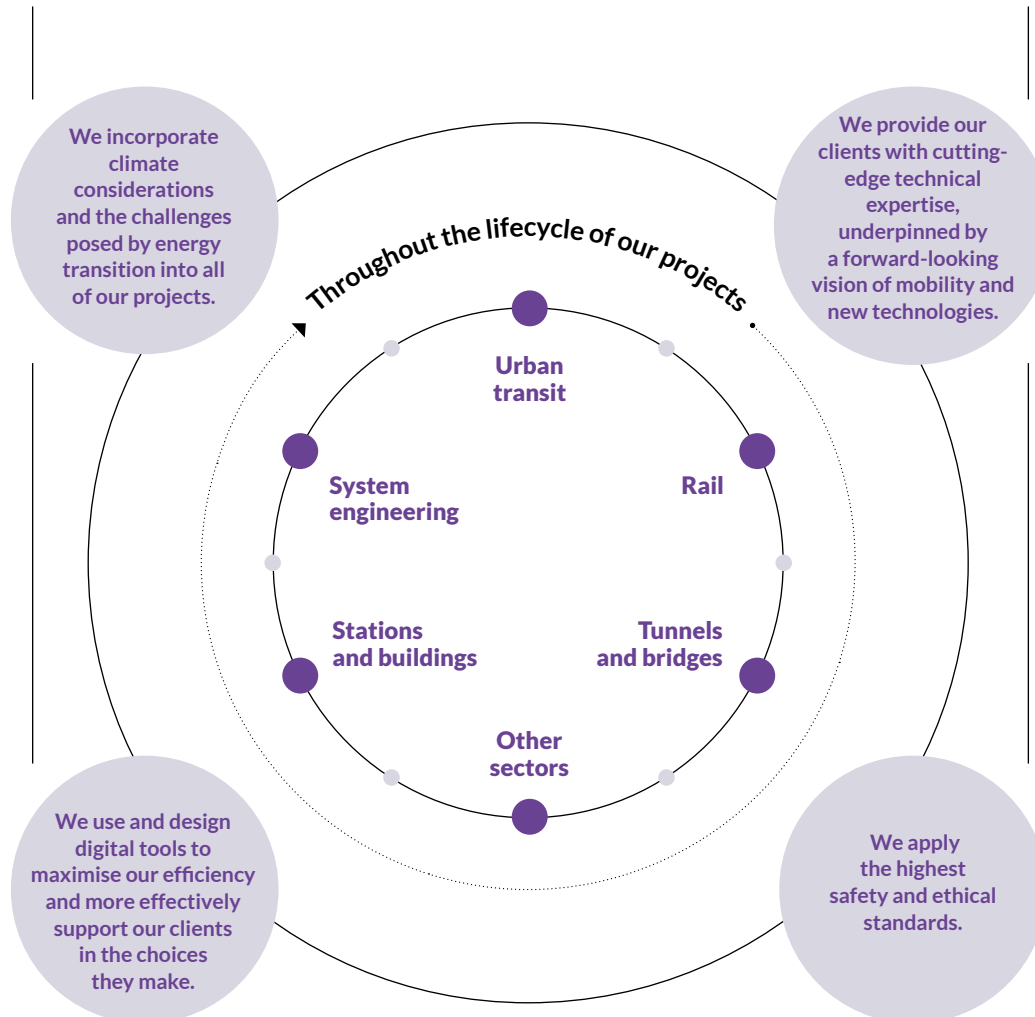 We incorporate
climate
considerations
and the challenges
posed by energy
transition into all
of our projects.
We provide our
clients with cutting-
edge technical
expertise,
underpinned by
a forward-looking
vision of mobility and
new technologies.
Throughout the lifecycle of our projects
Urban
transit
System
engineering
Rail
Stations
and buildings
Tunnels
and bridges
Other
sectors
We use and design
digital tools to
maximise our efficiency
and more effectively
support our clients
in the choices
they make.
We apply
the highest
safety and ethical
standards.